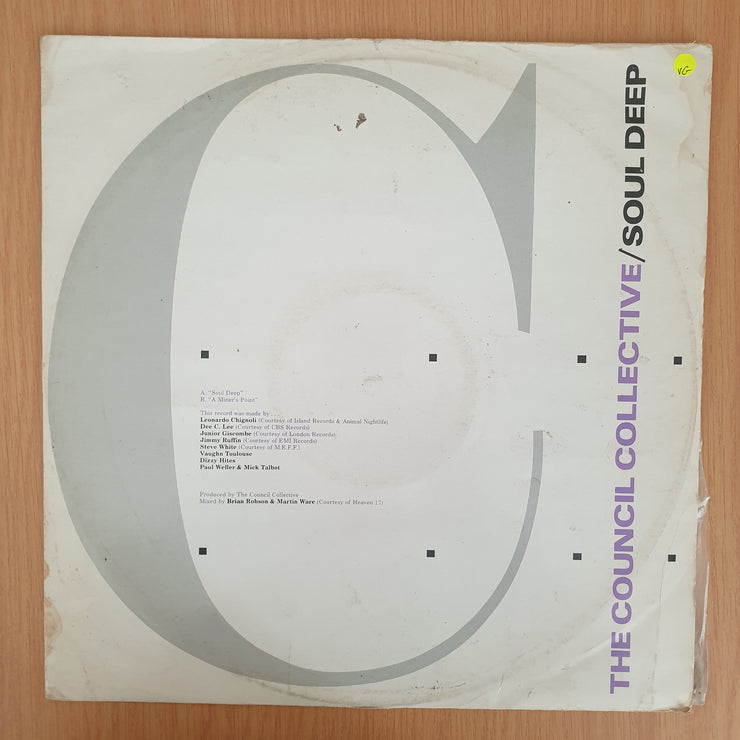 VG
THE COUNCIL COLLECTIVE/SOUL DEEP
C
A. "Soul Deep"
B. "A Miner's Point"
This record was made by . . .
Leonardo Chignoli (Courtesy of Island Records & Animal Nightlife)
Dee C. Lee (Courtesy of CBS Records)
Junior Giscombe (Courtesy of London Records)
Jimmy Ruffin (Courtesy of EMI Records)
Steve White (Courtesy of M.E.F.F.)
Vaughn Toulouse
Dizzy Hites
Paul Weller & Mick Talbot
Produced by The Council Collective
Mixed by Brian Robson & Martin Ware (Courtesy of Heaven 17)